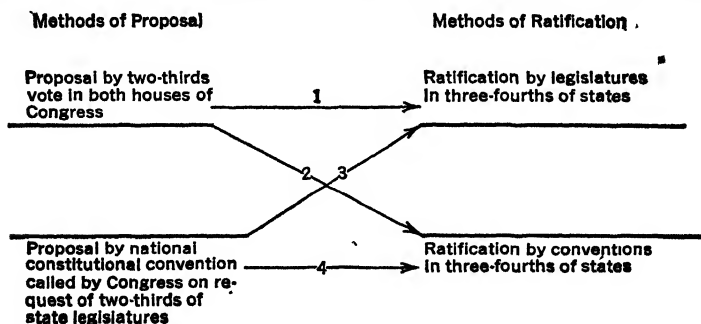 Methods of Proposal
Methods of Ratification
Proposal by two-thirds
vote in both houses of
Congress
1
Ratification by legislatures
in three-fourths of states
2
3
Proposal by national
constitutional convention
called by Congress on re-
quest of two-thirds of
state legislatures
4
Ratification by conventions
in three-fourths of states